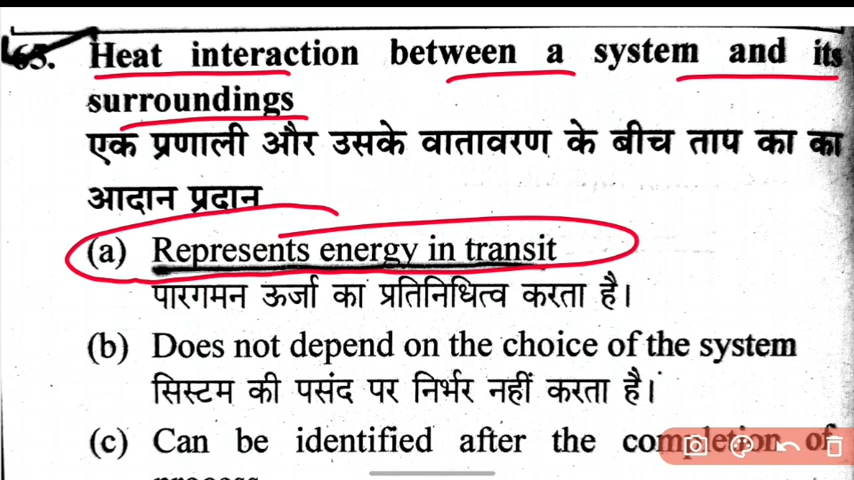 65. Heat interaction between a system and its
surroundings
एक प्रणाली और उसके वातावरण के बीच ताप का का
आदान प्रदान
(a) Represents energy in transit
पारगमन ऊर्जा का प्रतिनिधित्व करता है।
(b) Does not depend on the choice of the system
सिस्टम की पसंद पर निर्भर नहीं करता है।
(c) Can be identified after the completion of